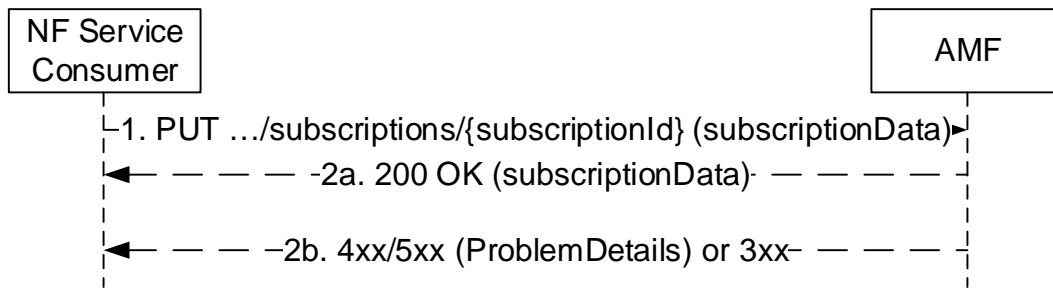 NF Service
Consumer
AMF
1. PUT …/subscriptions/{subscriptionId} (subscriptionData)
2a. 200 OK (subscriptionData)
2b. 4xx/5xx (ProblemDetails) or 3xx